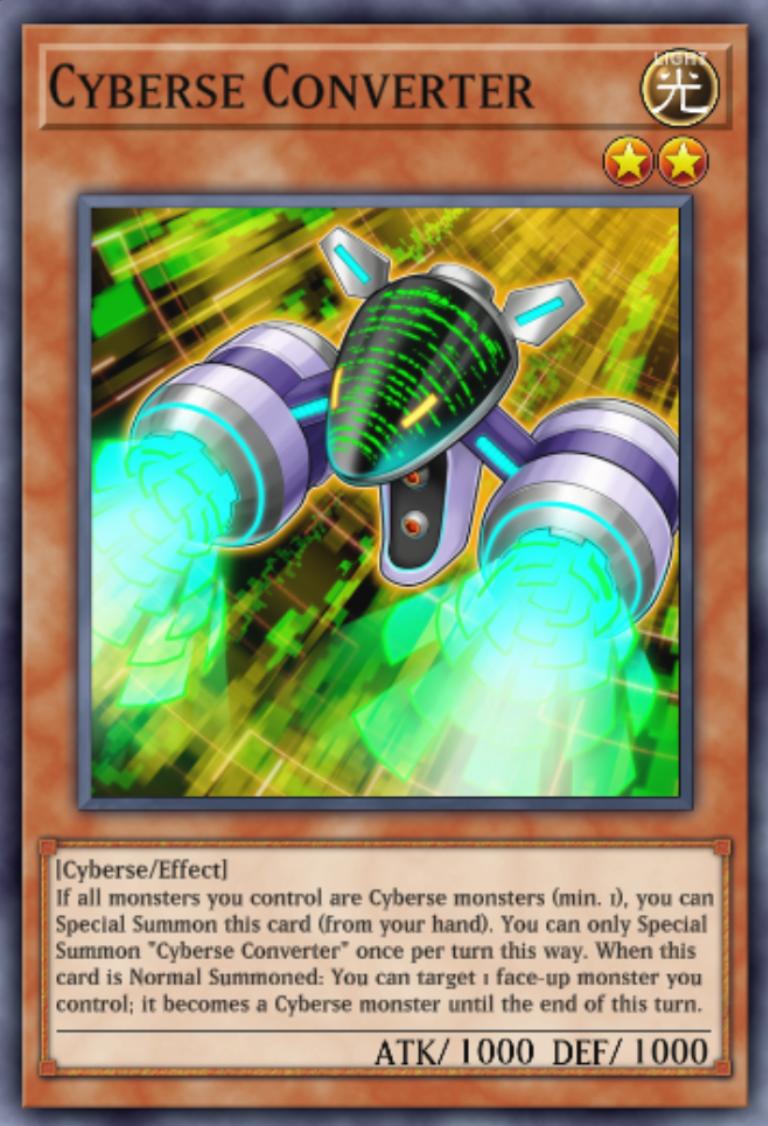 CYBERSE CONVERTER
LIGHT
光
[Cyberse/Effect]
If all monsters you control are Cyberse monsters (min. 1), you can
Special Summon this card (from your hand). You can only Special
Summon "Cyberse Converter" once per turn this way. When this
card is Normal Summoned: You can target 1 face-up monster you
control; it becomes a Cyberse monster until the end of this turn.
ATK/ 1000 DEF/ 1000